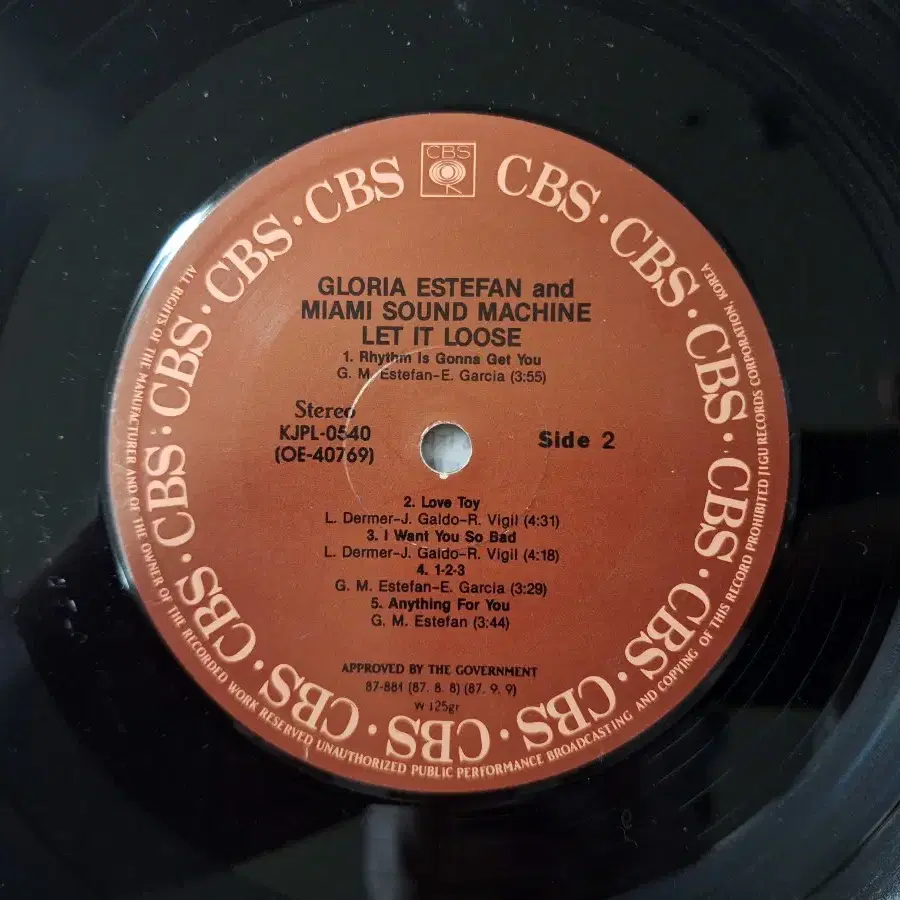 CBS
CBS · CBS · CBS · CBS · CBS · CBS · CBS · CBS · CBS · CBS · CBS · CBS · CBS
GLORIA ESTEFAN and
MIAMI SOUND MACHINE
LET IT LOOSE
1. Rhythm Is Gonna Get You
G. M. Estefan-E. Garcia (3:55)
Stereo
KJPL-0540
(OE-40769)
Side 2
2. Love Toy
L. Dermer-J. Galdo-R. Vigil (4:31)
3. I Want You So Bad
L. Dermer-J. Galdo-R. Vigil (4:18)
4. 1-2-3
G. M. Estefan-E. Garcia (3:29)
5. Anything For You
G. M. Estefan (3:44)
APPROVED BY THE GOVERNMENT
87-881 (87. 8. 8) (87. 9. 9)
W 125gr
ALL RIGHTS OF THE MANUFACTURER AND OF THE OWNER OF THE RECORDED WORK RESERVED UNAUTHORIZED PUBLIC PERFORMANCE BROADCASTING AND COPYING OF THIS RECORD PROHIBITED JIGU RECORDS CORPORATION, KOREA